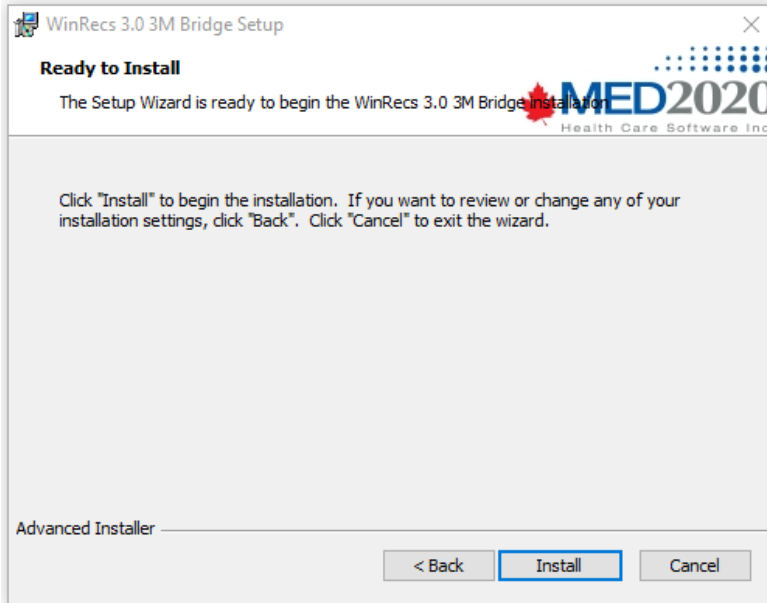 WinRecs 3.0 3M Bridge Setup
Ready to Install
The Setup Wizard is ready to begin the WinRecs 3.0 3M Bridge installation
MED2020
Health Care Software Inc
Click "Install" to begin the installation. If you want to review or change any of your
installation settings, click "Back". Click "Cancel" to exit the wizard.
Advanced Installer
< Back
Install
Cancel